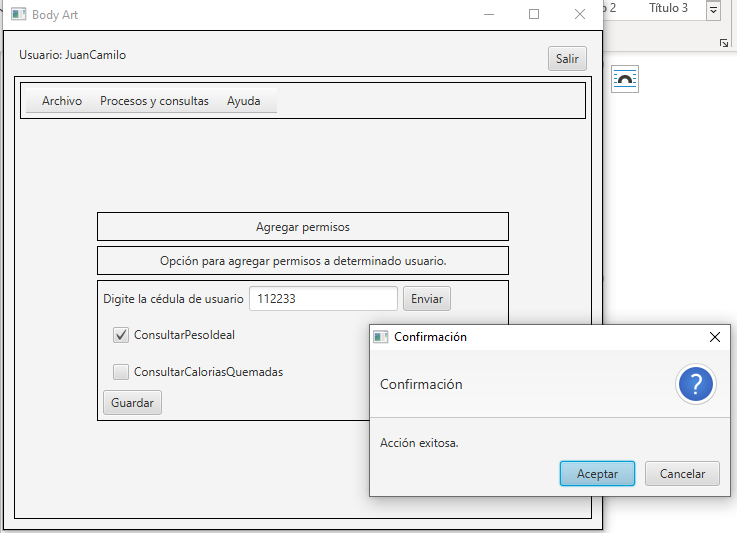 Body Art
o 2 Título 3
Usuario: JuanCamilo
Salir
Archivo Procesos y consultas Ayuda
Agregar permisos
Opción para agregar permisos a determinado usuario.
Digite la cédula de usuario 112233 Enviar
ConsultarPesoIdeal
ConsultarCaloriasQuemadas
Guardar
Confirmación
Confirmación
?
Acción exitosa.
Aceptar Cancelar